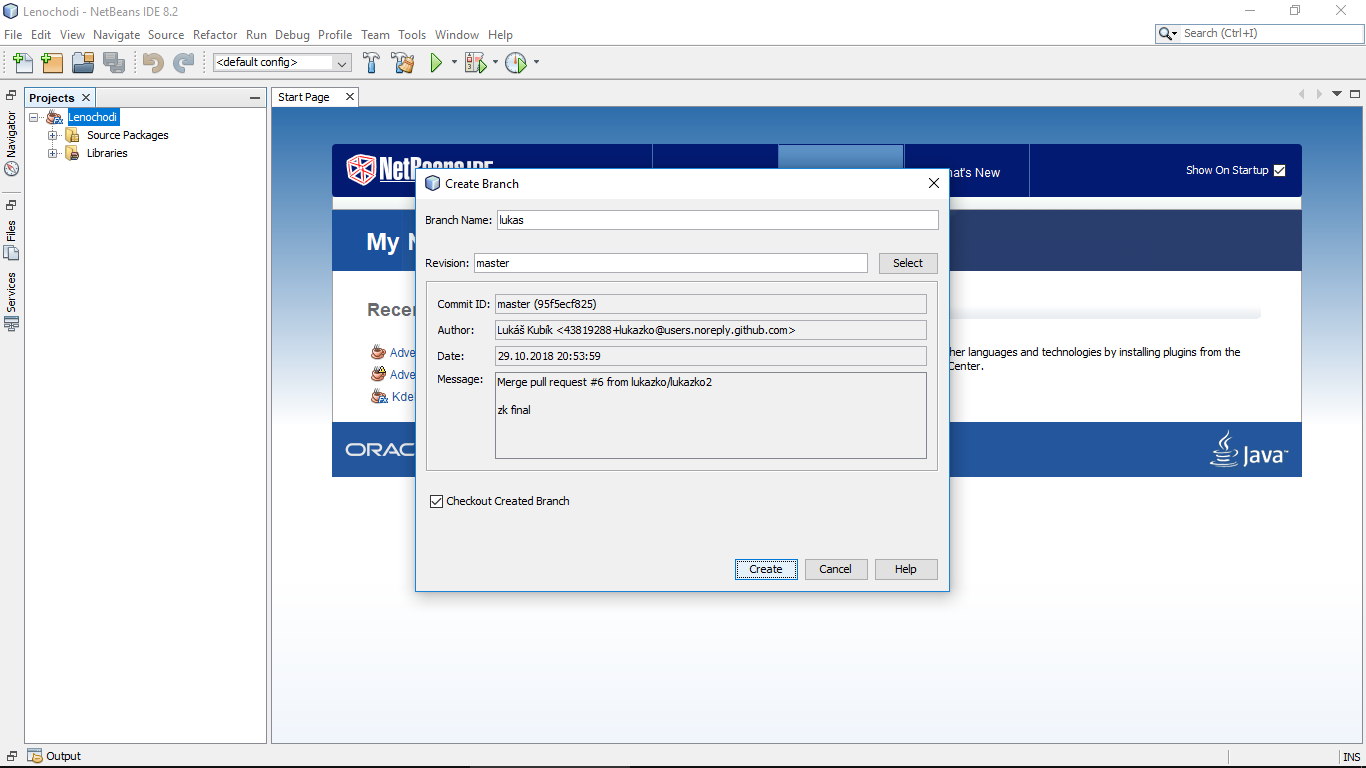 Lenochodi - NetBeans IDE 8.2
File Edit View Navigate Source Refactor Run Debug Profile Team Tools Window Help
Search (Ctrl+I)
<default config>
Projects
Start Page
Navigator
Files
Services
Lenochodi
Source Packages
Libraries
What's New
Show On Startup
My
Create Branch
Branch Name: lukas
Revision: master
Select
Commit ID: master (95f5ecf825)
Author: Lukáš Kubík <43819288+lukazko@users.noreply.github.com>
Date: 29.10.2018 20:53:59
Message: Merge pull request #6 from lukazko/lukazko2
zk final
Checkout Created Branch
Create Cancel Help
Rece
Adve
Adve
Kde
her languages and technologies by installing plugins from the
Center.
ORAC
Java
Output
INS